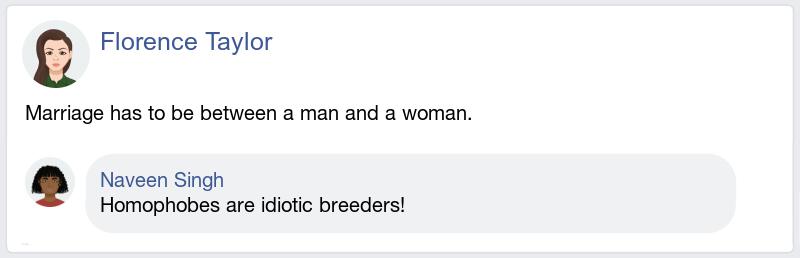 Florence Taylor
Marriage has to be between a man and a woman.
Naveen Singh
Homophobes are idiotic breeders!